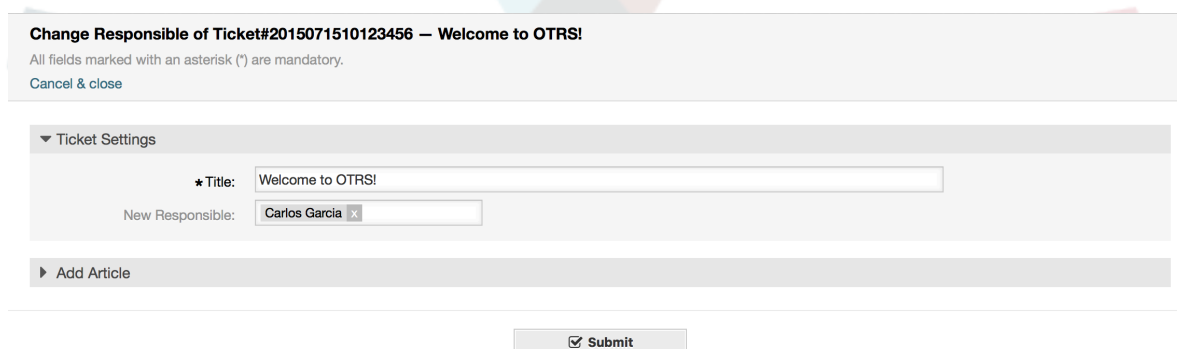 Change Responsible of Ticket#2015071510123456 — Welcome to OTRS!
All fields marked with an asterisk (*) are mandatory.
Cancel & close
Ticket Settings
* Title: Welcome to OTRS!
New Responsible: Carlos Garcia x
Add Article
Submit